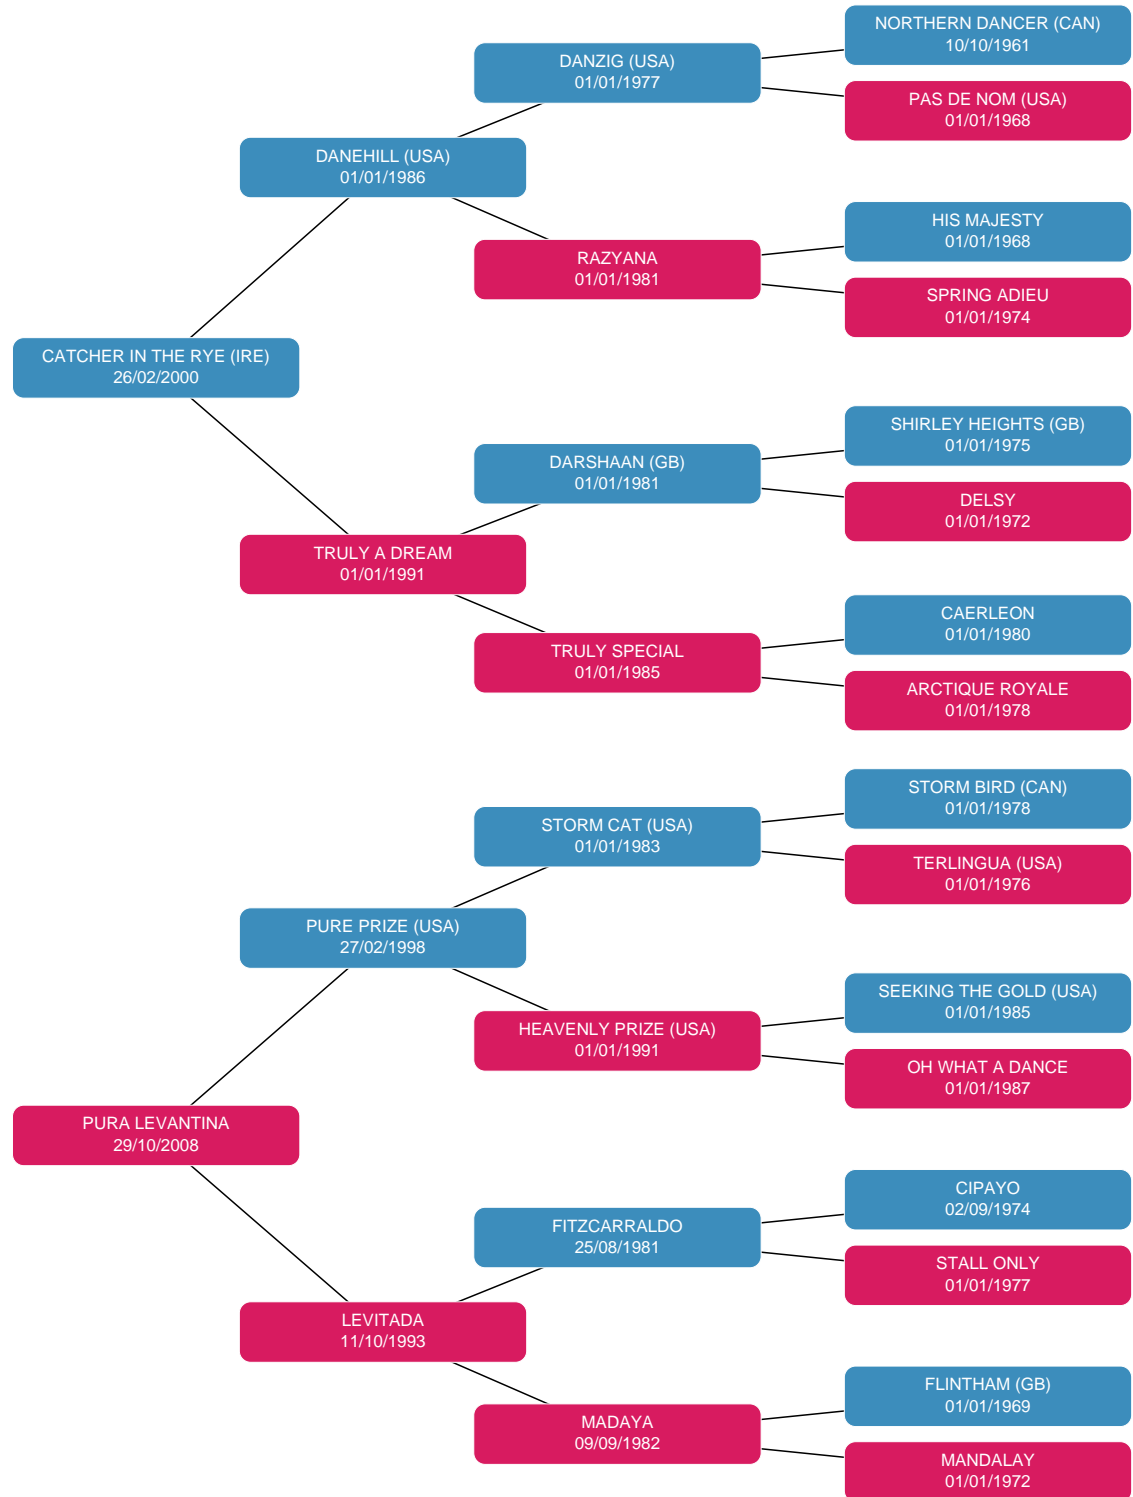 NORTHERN DANCER (CAN)
10/10/1961
DANZIG (USA)
01/01/1977
PAS DE NOM (USA)
01/01/1968
DANEHILL (USA)
01/01/1986
HIS MAJESTY
01/01/1968
RAZYANA
01/01/1981
SPRING ADIEU
01/01/1974
CATCHER IN THE RYE (IRE)
26/02/2000
SHIRLEY HEIGHTS (GB)
01/01/1975
DARSHAAN (GB)
01/01/1981
DELSY
01/01/1972
TRULY A DREAM
01/01/1991
CAERLEON
01/01/1980
TRULY SPECIAL
01/01/1985
ARCTIQUE ROYALE
01/01/1978
STORM BIRD (CAN)
01/01/1978
STORM CAT (USA)
01/01/1983
TERLINGUA (USA)
01/01/1976
PURE PRIZE (USA)
27/02/1998
SEEKING THE GOLD (USA)
01/01/1985
HEAVENLY PRIZE (USA)
01/01/1991
OH WHAT A DANCE
01/01/1987
PURA LEVANTINA
29/10/2008
CIPAYO
02/09/1974
FITZCARRALDO
25/08/1981
STALL ONLY
01/01/1977
LEVITADA
11/10/1993
FLINTHAM (GB)
01/01/1969
MADAYA
09/09/1982
MANDALAY
01/01/1972